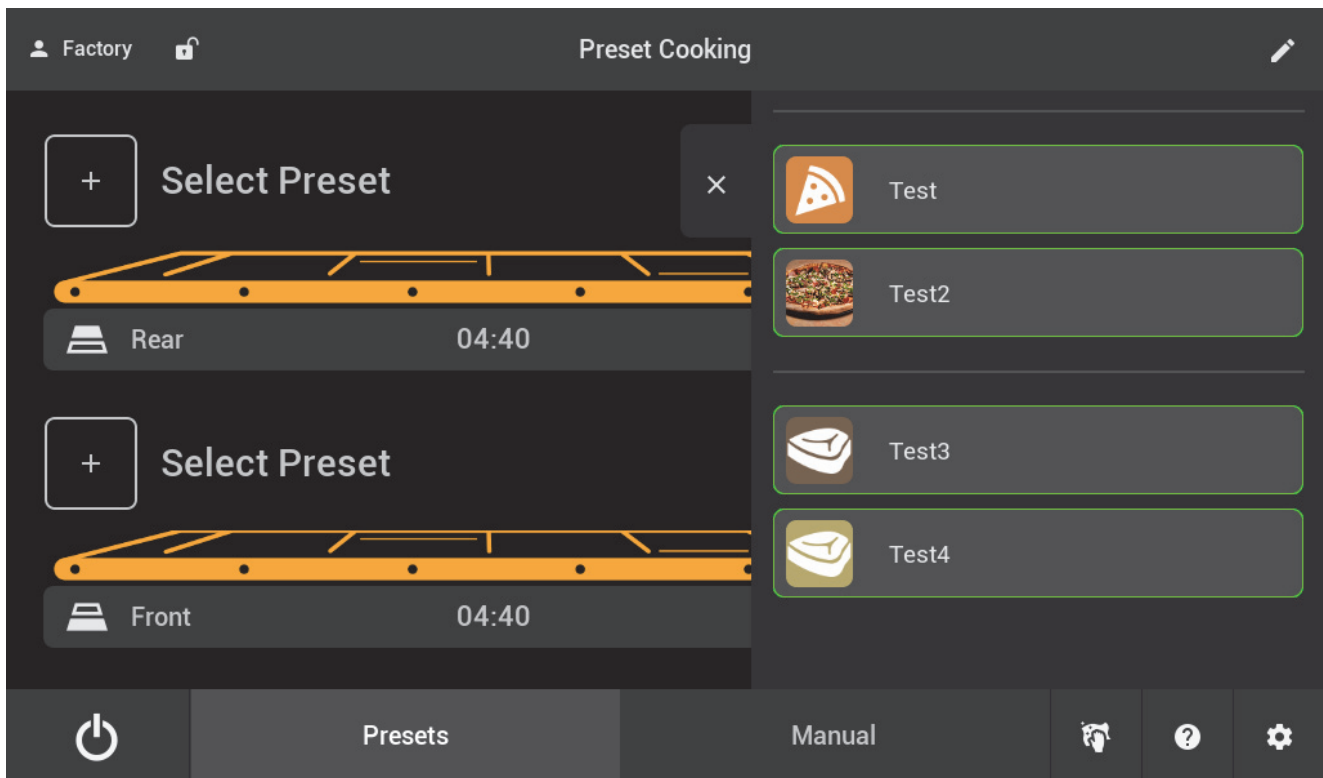 Factory
Preset Cooking
Select Preset
Rear 04:40
Select Preset
Front 04:40
Test
Test2
Test3
Test4
Presets
Manual
?